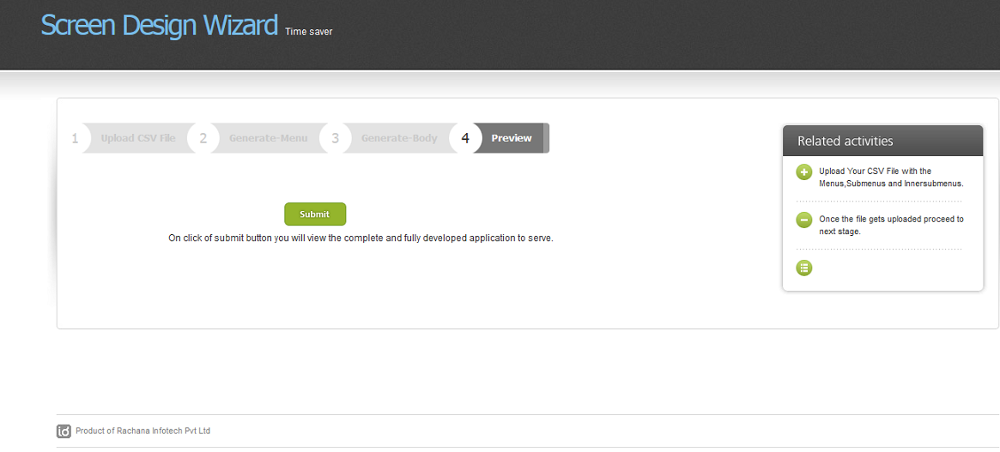 Screen Design Wizard Time saver
1 Upload CSV File 2 Generate-Menu 3 Generate-Body 4 Preview
Submit
On click of submit button you will view the complete and fully developed application to serve.
Related activities
Upload Your CSV File with the
Menus,Submenus and Innersubmenus.
Once the file gets uploaded proceed to
next stage.
Product of Rachana Infotech Pvt Ltd